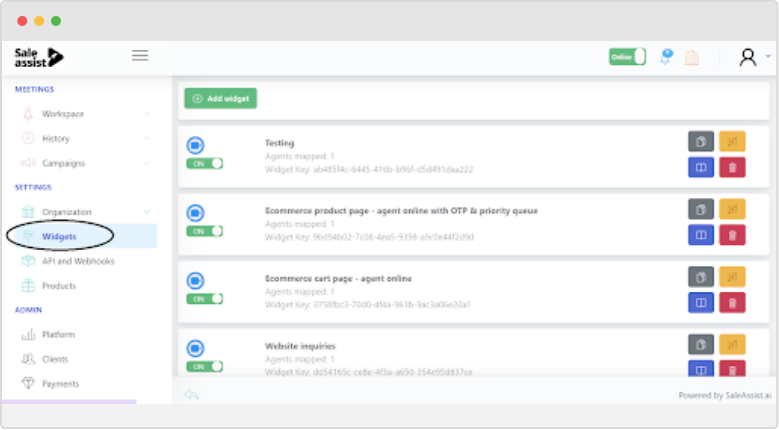 Sale
assist
Online
MEETINGS
Workspace
History
Campaigns
SETTINGS
Organization
Widgets
API and Webhooks
Products
ADMIN
Platform
Clients
Payments
Add widget
Testing
Agents mapped: 1
Widget Key: ab485f4c-6445-416b-b96f-d5d491daa222
ON
Ecommerce product page - agent online with OTP & priority queue
Agents mapped: 1
Widget Key: 9bd94b02-7c08-4ea5-9398-a9c0e44f2d9d
ON
Ecommerce cart page - agent online
Agents mapped: 1
Widget Key: 3758fbc3-70d0-4f4a-961b-9ac3a06e20a1
ON
Website inquiries
Agents mapped: 1
Widget Key: dd54165c-ce8e-4f3a-a650-354e95d837ce
ON
Powered by SaleAssist.ai